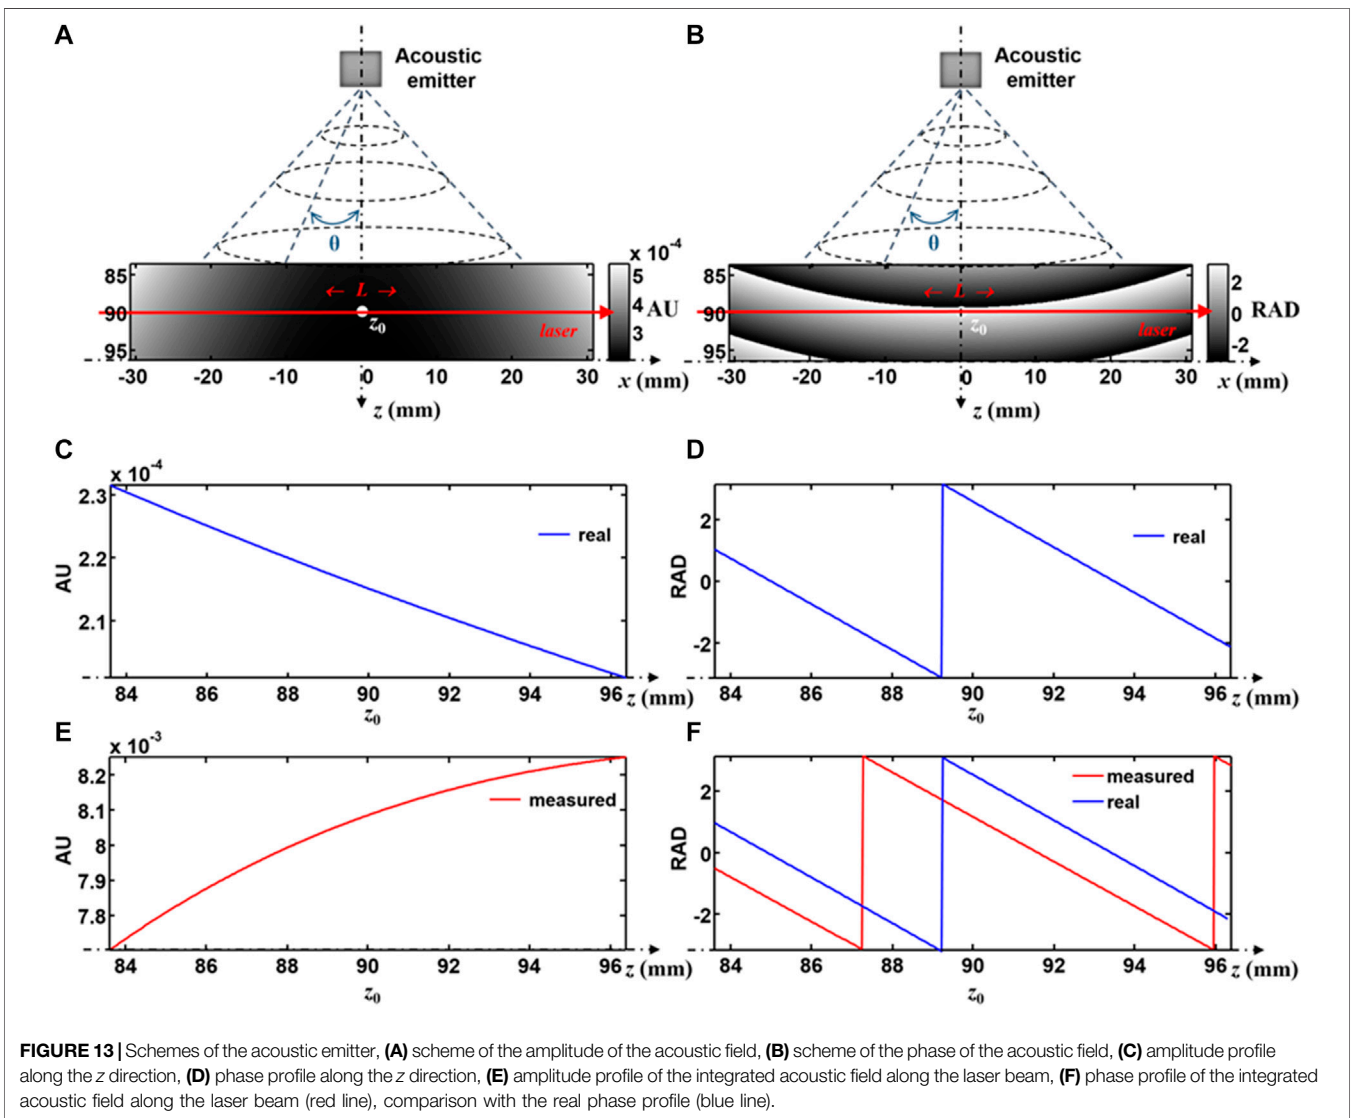 A
Acoustic
emitter
θ
x 10-4
85
90
95
← L →
z0
laser
5
4
3
AU
-30 -20 -10 0 10 20 30
x (mm)
z (mm)
B
Acoustic
emitter
θ
85
90
95
← L →
z0
laser
2
0
-2
RAD
-30 -20 -10 0 10 20 30
x (mm)
z (mm)
C
x 10-4
2.3
2.2
2.1
AU
real
84 86 88 90 92 94 96 z (mm)
z0
D
2
0
-2
RAD
real
84 86 88 90 92 94 96 z (mm)
z0
E
x 10-3
8.2
8.1
8
7.9
7.8
AU
measured
84 86 88 90 92 94 96 z (mm)
z0
F
2
0
-2
RAD
measured
real
84 86 88 90 92 94 96 z (mm)
z0
FIGURE 13 | Schemes of the acoustic emitter, (A) scheme of the amplitude of the acoustic field, (B) scheme of the phase of the acoustic field, (C) amplitude profile
along the z direction, (D) phase profile along the z direction, (E) amplitude profile of the integrated acoustic field along the laser beam, (F) phase profile of the integrated
acoustic field along the laser beam (red line), comparison with the real phase profile (blue line).